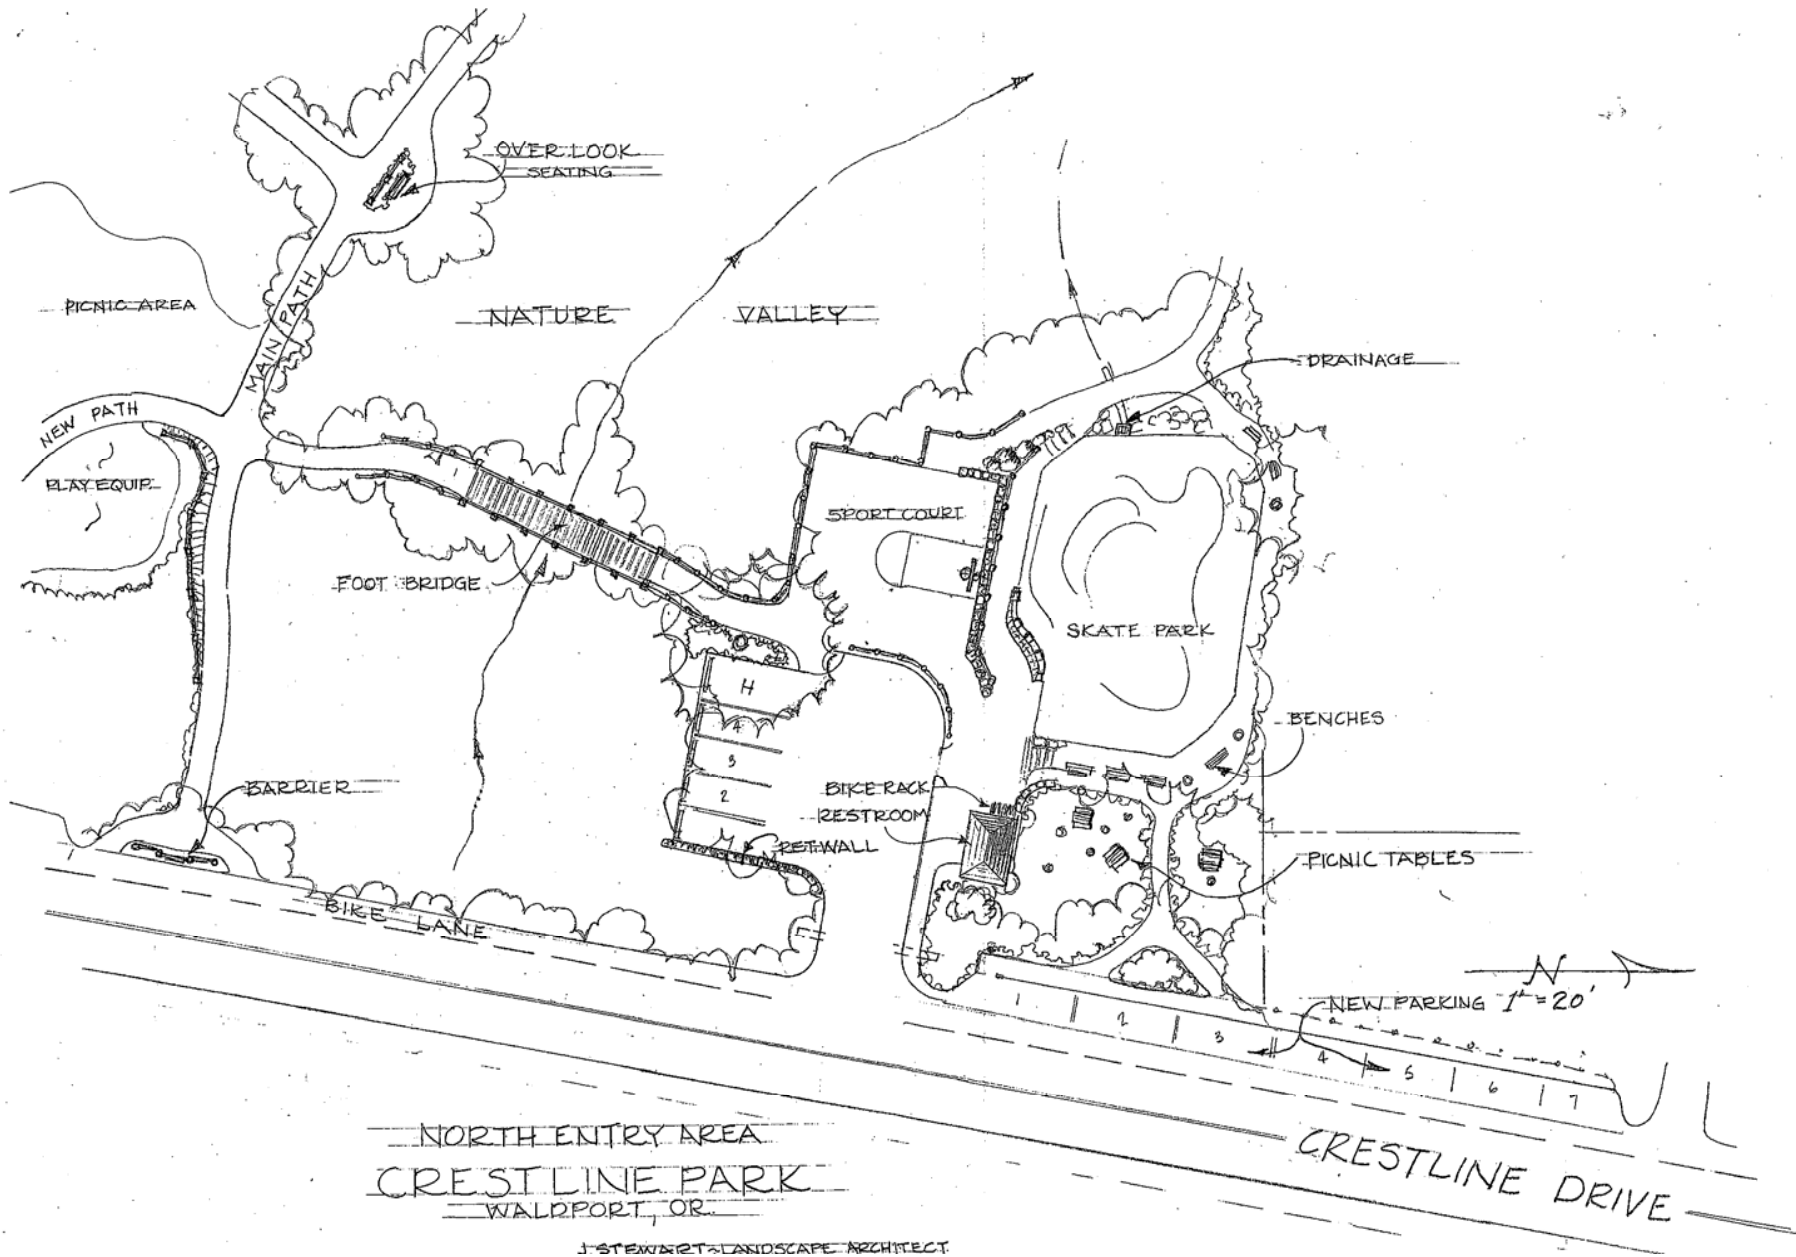 OVERLOOK
SEATING
PICNIC AREA
MAIN PATH
NATURE VALLEY
DRAINAGE
NEW PATH
PLAY EQUIP.
SPORT COURT
FOOT BRIDGE
SKATE PARK
H
4
3
2
BENCHES
BARRIER
BIKE RACK
RESTROOM
RET. WALL
PICNIC TABLES
BIKE LANE
N
1"=20'
NEW PARKING
1
2
3
4
5
6
7
CRESTLINE DRIVE
NORTH ENTRY AREA
CRESTLINE PARK
WALDPORT, OR.
J. STEWART ~ LANDSCAPE ARCHITECT